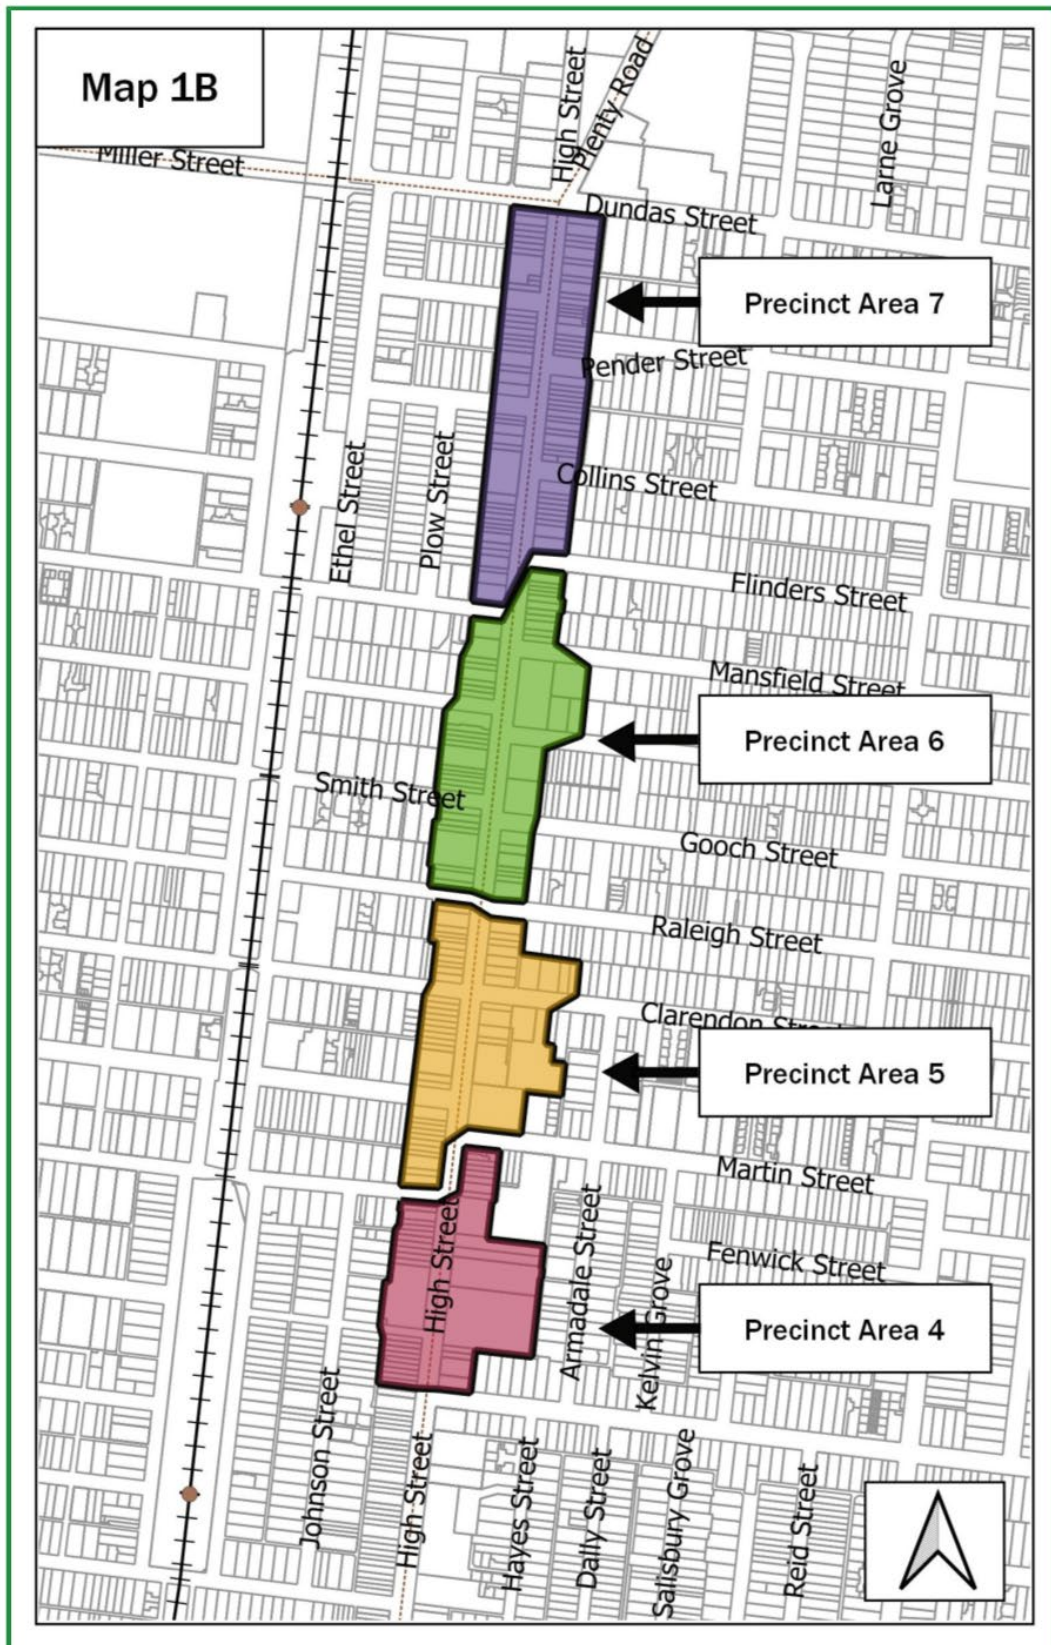 Map 1B
High Street
Plenty Road
Larne Grove
Miller Street
Dundas Street
Precinct Area 7
Pender Street
Ethel Street
Plow Street
Collins Street
Flinders Street
Mansfield Street
Precinct Area 6
Smith Street
Gooch Street
Raleigh Street
Clarendon Street
Precinct Area 5
Martin Street
High Street
Armadale Street
Fenwick Street
Kelvin Grove
Precinct Area 4
Johnson Street
High Street
Hayes Street
Dally Street
Salisbury Grove
Reid Street